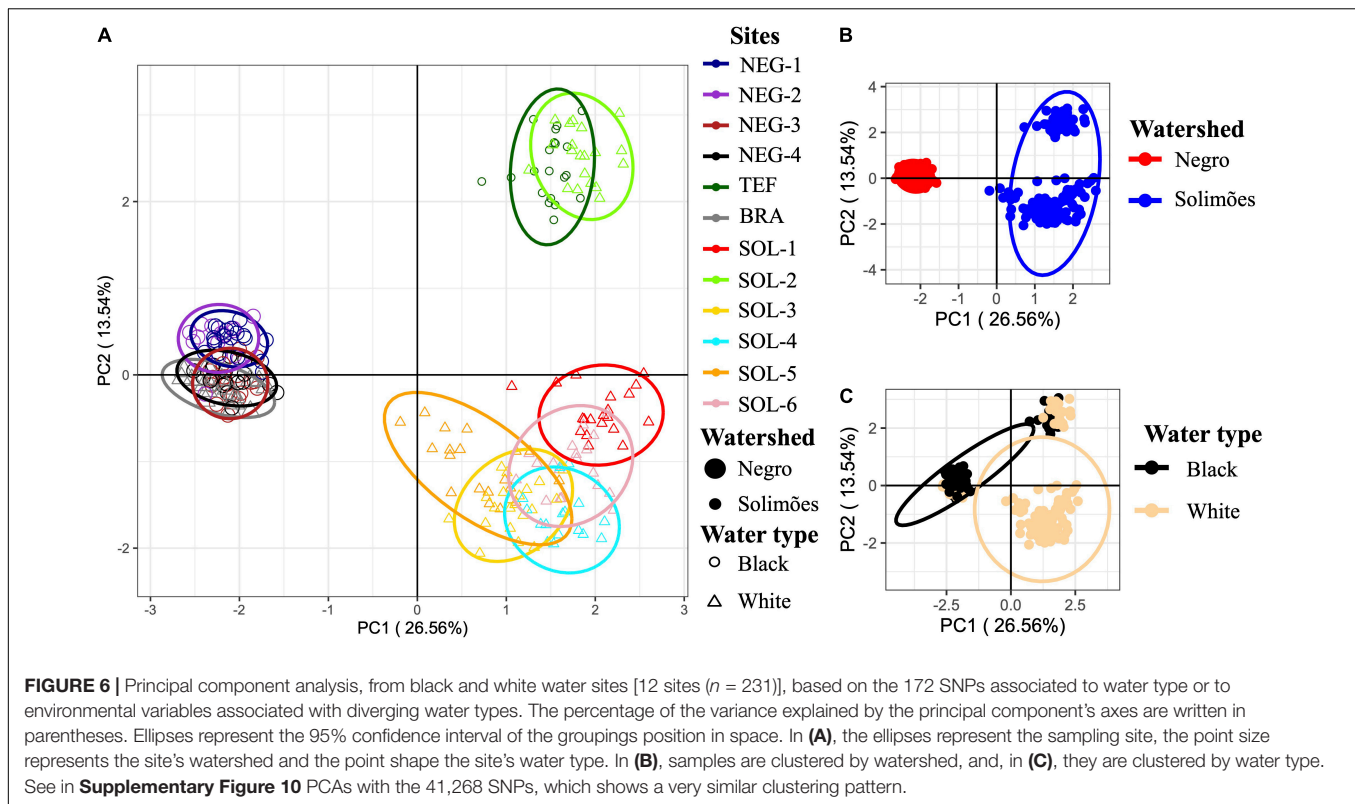 A
Sites
NEG-1
NEG-2
NEG-3
NEG-4
TEF
BRA
SOL-1
SOL-2
SOL-3
SOL-4
SOL-5
SOL-6
Watershed
Negro
Solimões
Water type
Black
White
PC2 ( 13.54%)
2
0
-2
-3
-2
-1
0
1
2
3
PC1 ( 26.56%)
B
PC2 ( 13.54%)
4
2
0
-2
-4
-2
-1
0
1
2
PC1 ( 26.56%)
Watershed
Negro
Solimões
C
PC2 ( 13.54%)
2
0
-2
-2.5
0.0
2.5
PC1 ( 26.56%)
Water type
Black
White
FIGURE 6 | Principal component analysis, from black and white water sites [12 sites (n = 231)], based on the 172 SNPs associated to water type or to
environmental variables associated with diverging water types. The percentage of the variance explained by the principal component's axes are written in
parentheses. Ellipses represent the 95% confidence interval of the groupings position in space. In (A), the ellipses represent the sampling site, the point size
represents the site's watershed and the point shape the site's water type. In (B), samples are clustered by watershed, and, in (C), they are clustered by water type.
See in Supplementary Figure 10 PCAs with the 41,268 SNPs, which shows a very similar clustering pattern.